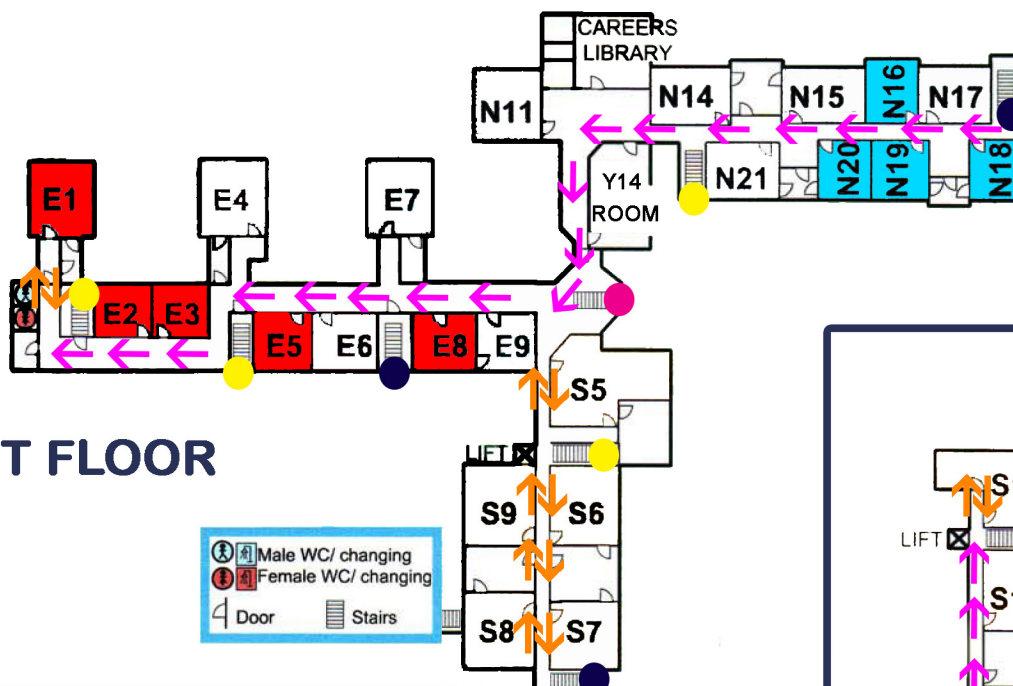 CAREERS
LIBRARY
N11
N14
N15
N16
N17
Y14
ROOM
N21
N20
N19
N18
E1
E4
E7
E2
E3
E5
E6
E8
E9
S5
T FLOOR
LIFT
S9
S6
S8
S7
Male WC/ changing
Female WC/ changing
Door
Stairs
LIFT